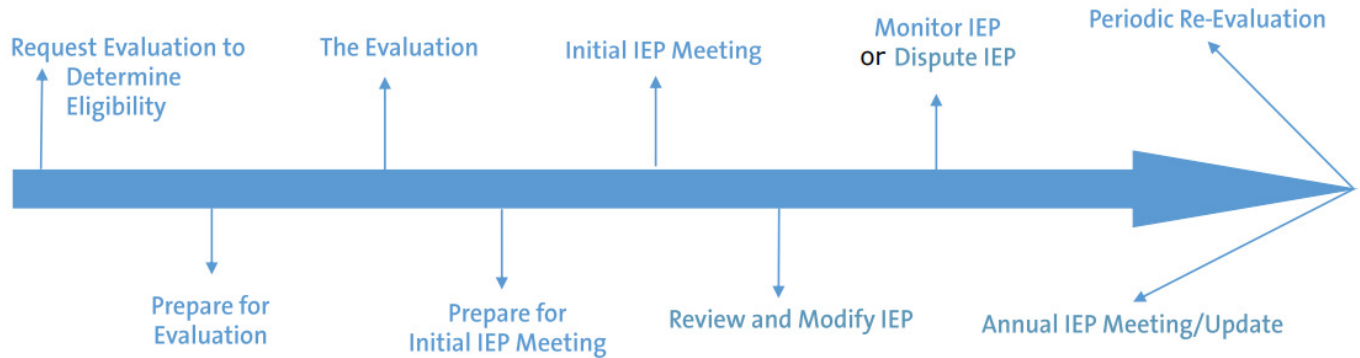 Request Evaluation to
Determine
Eligibility
The Evaluation
Initial IEP Meeting
Monitor IEP
or Dispute IEP
Periodic Re-Evaluation
Prepare for
Evaluation
Prepare for
Initial IEP Meeting
Review and Modify IEP
Annual IEP Meeting/Update